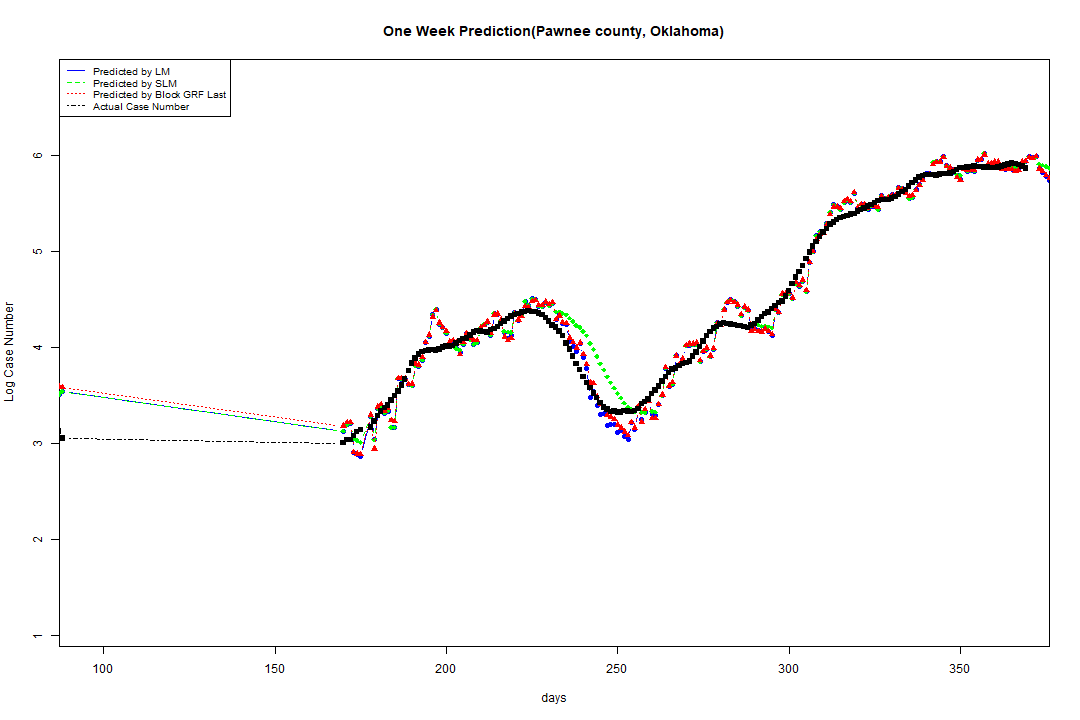 One Week Prediction(Pawnee county, Oklahoma)
Predicted by LM
Predicted by SLM
Predicted by Block GRF Last
Actual Case Number
Log Case Number
6
5
4
3
2
1
100 150 200 250 300 350
days